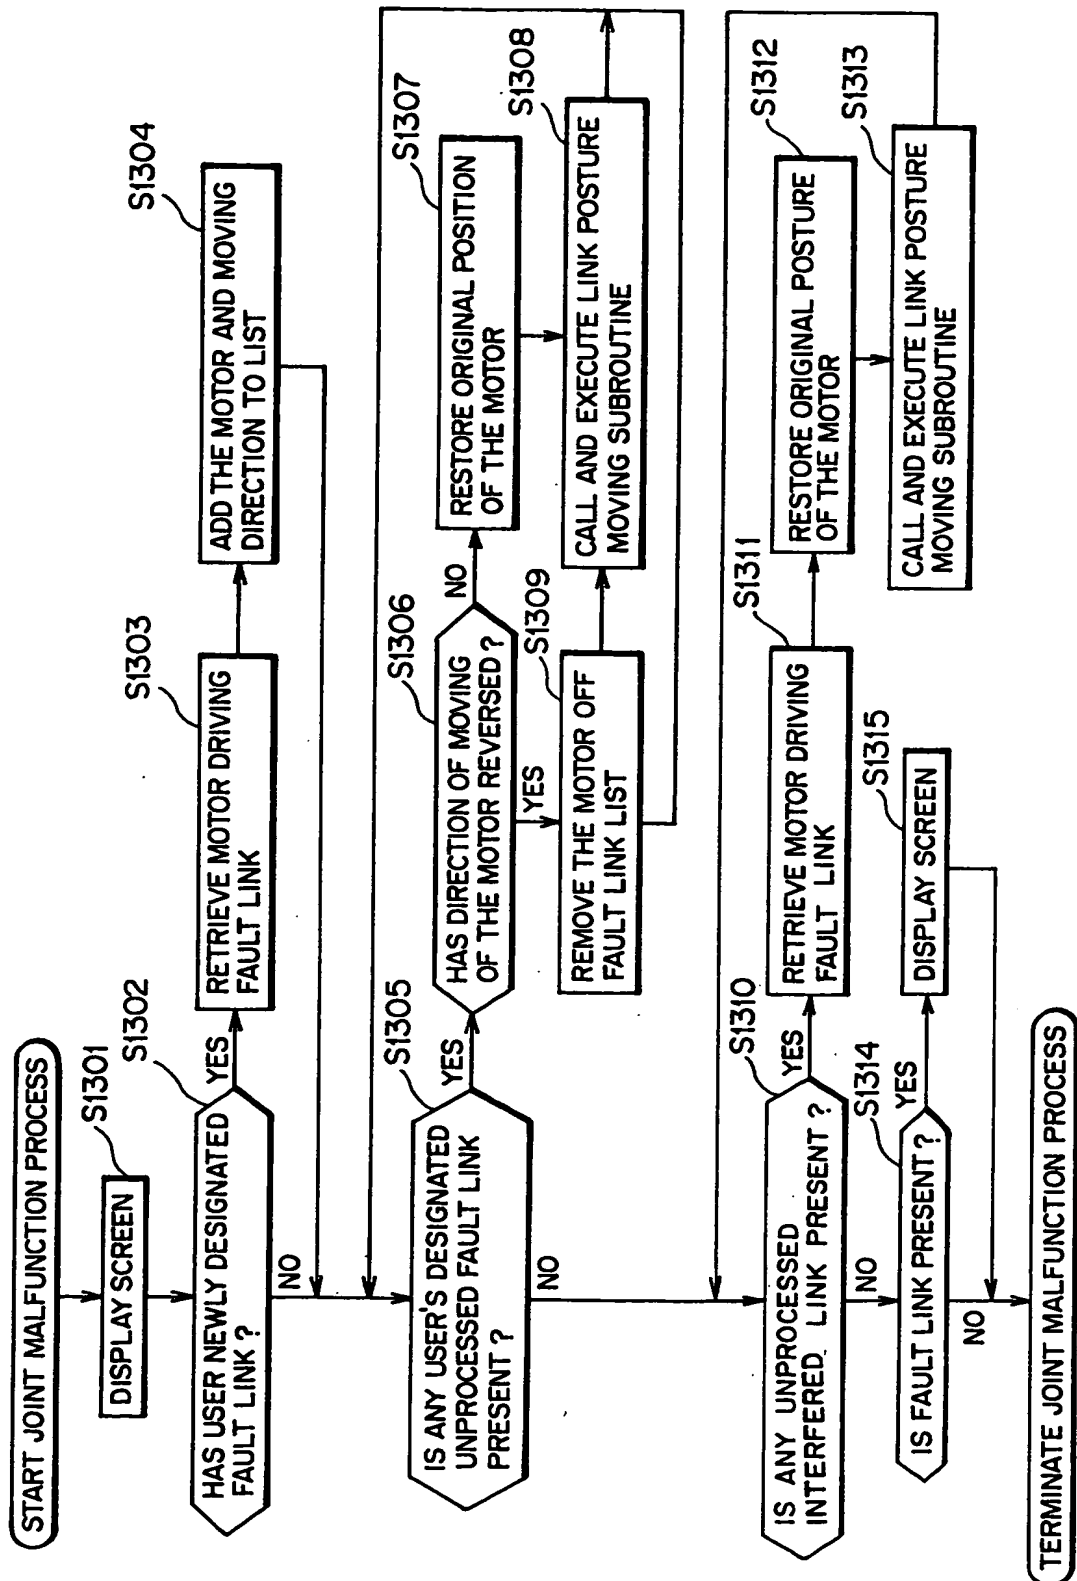 START JOINT MALFUNCTION PROCESS
S1301
DISPLAY SCREEN
S1302
HAS USER NEWLY DESIGNATED
FAULT LINK?
YES
NO
S1303
RETRIEVE MOTOR DRIVING
FAULT LINK
S1304
ADD THE MOTOR AND MOVING
DIRECTION TO LIST
S1305
IS ANY USER'S DESIGNATED
UNPROCESSED FAULT LINK
PRESENT?
YES
NO
S1306
HAS DIRECTION OF MOVING
OF THE MOTOR REVERSED?
NO
YES
S1307
RESTORE ORIGINAL POSITION
OF THE MOTOR
S1309
REMOVE THE MOTOR OFF
FAULT LINK LIST
S1308
CALL AND EXECUTE LINK POSTURE
MOVING SUBROUTINE
S1310
IS ANY UNPROCESSED
INTERFERED LINK PRESENT?
YES
NO
S1311
RETRIEVE MOTOR DRIVING
FAULT LINK
S1312
RESTORE ORIGINAL POSTURE
OF THE MOTOR
S1313
CALL AND EXECUTE LINK POSTURE
MOVING SUBROUTINE
S1314
IS FAULT LINK PRESENT?
YES
NO
S1315
DISPLAY SCREEN
TERMINATE JOINT MALFUNCTION PROCESS